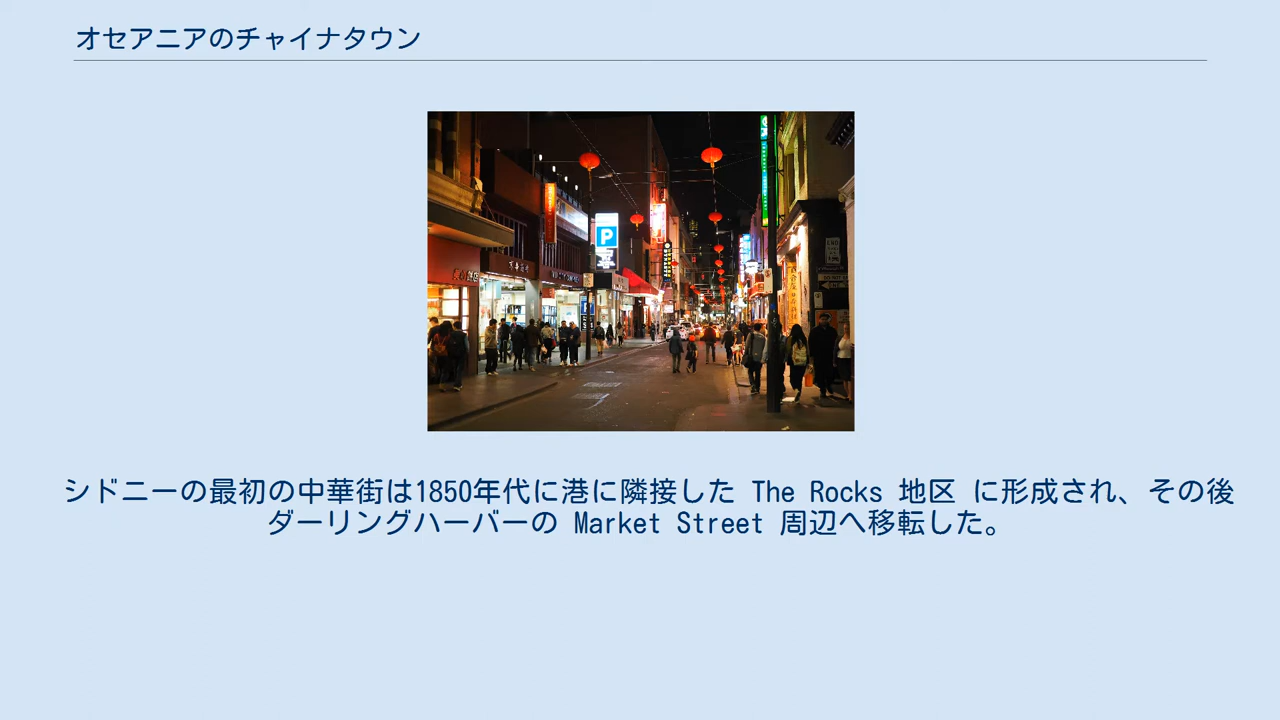 オセアニアのチャイナタウン
P
シドニーの最初の中華街は1850年代に港に隣接した The Rocks 地区 に形成され、その後
ダーリングハーバーの Market Street 周辺へ移転した。